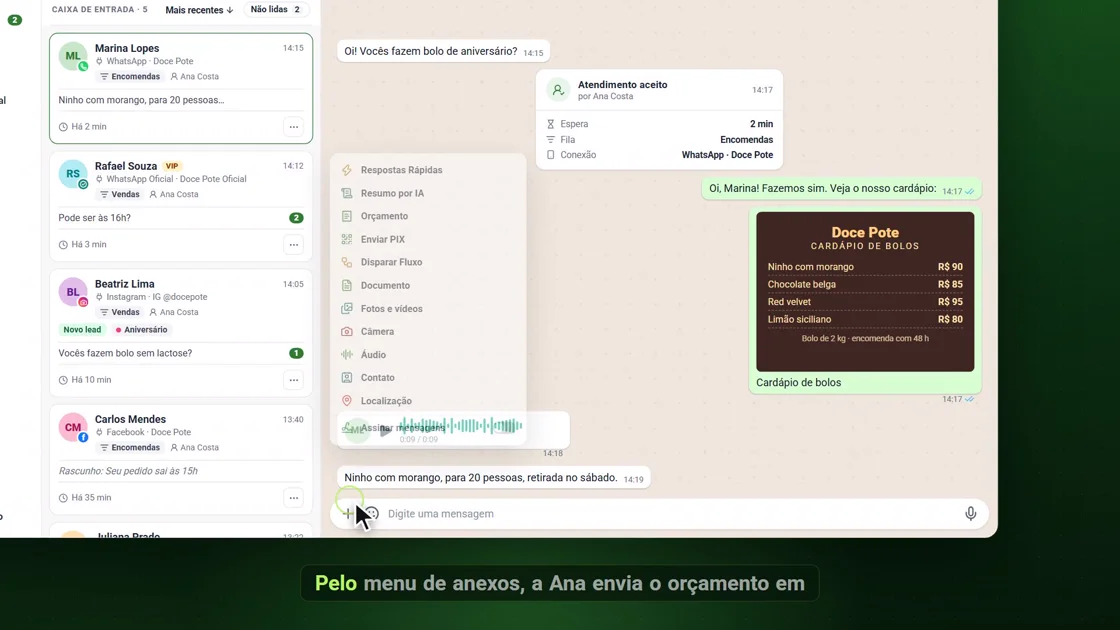 2
al
CAIXA DE ENTRADA · 5
Mais recentes ↓
Não lidas 2
ML
Marina Lopes
14:15
WhatsApp · Doce Pote
Encomendas
Ana Costa
Ninho com morango, para 20 pessoas...
Há 2 min
RS
Rafael Souza VIP
14:12
WhatsApp Oficial · Doce Pote Oficial
Vendas
Ana Costa
Pode ser às 16h?
2
Há 3 min
BL
Beatriz Lima
14:05
Instagram · IG @docepote
Vendas
Ana Costa
Novo lead
Aniversário
Vocês fazem bolo sem lactose?
1
Há 10 min
CM
Carlos Mendes
13:40
Facebook · Doce Pote
Encomendas
Ana Costa
Rascunho: Seu pedido sai às 15h
Há 35 min
Oi! Vocês fazem bolo de aniversário? 14:15
Atendimento aceito
por Ana Costa
14:17
Espera 2 min
Fila Encomendas
Conexão WhatsApp · Doce Pote
Oi, Marina! Fazemos sim. Veja o nosso cardápio: 14:17
Doce Pote
CARDÁPIO DE BOLOS
Ninho com morango R$ 90
Chocolate belga R$ 85
Red velvet R$ 95
Limão siciliano R$ 80
Bolo de 2 kg · encomenda com 48 h
Cardápio de bolos
14:17
Respostas Rápidas
Resumo por IA
Orçamento
Enviar PIX
Disparar Fluxo
Documento
Fotos e vídeos
Câmera
Áudio
Contato
Localização
Assinar mensagens
ML
0:09 / 0:09
14:18
Ninho com morango, para 20 pessoas, retirada no sábado. 14:19
Digite uma mensagem
Pelo menu de anexos, a Ana envia o orçamento em